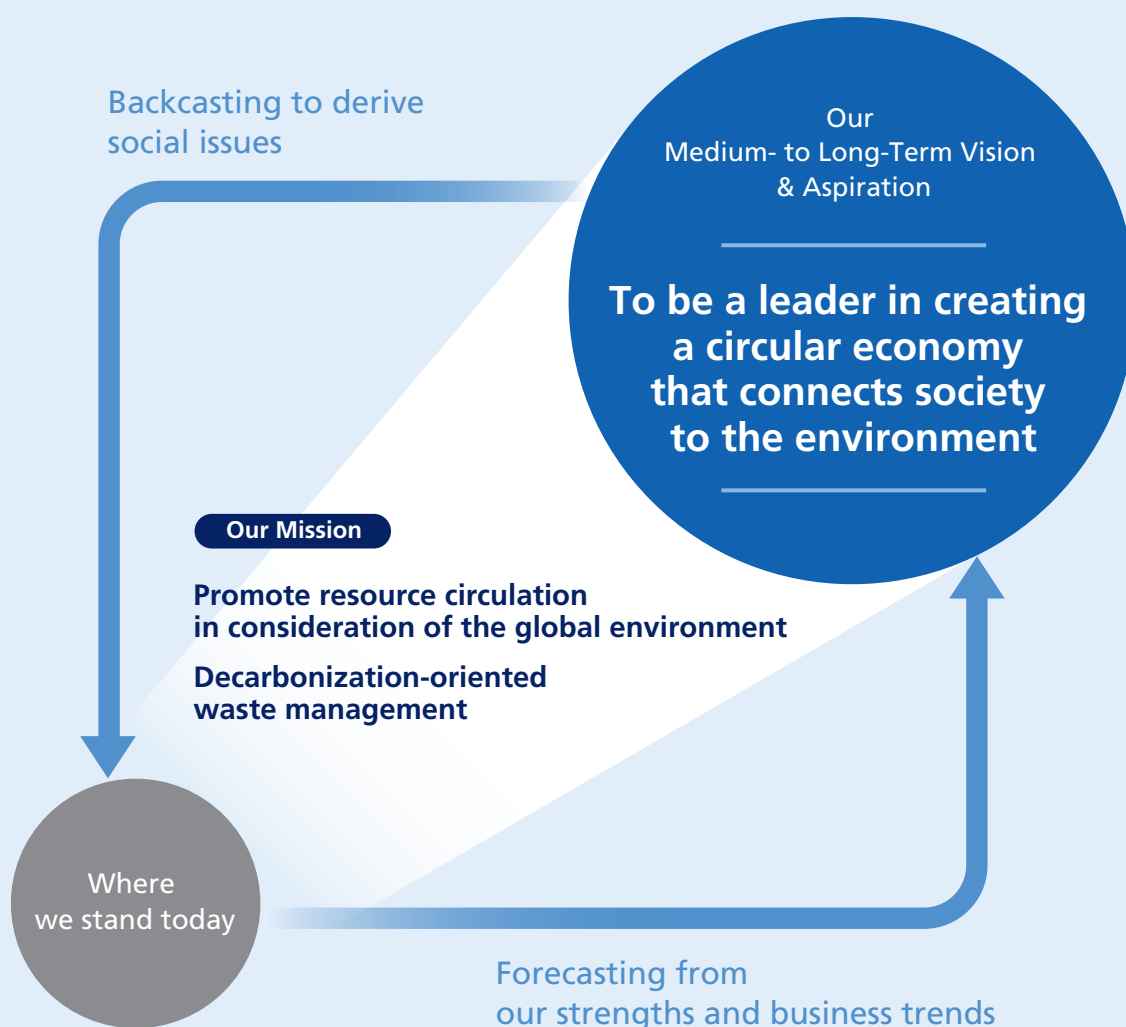 Backcasting to derive
social issues
Our
Medium- to Long-Term Vision
& Aspiration
To be a leader in creating
a circular economy
that connects society
to the environment
Our Mission
Promote resource circulation
in consideration of the global environment
Decarbonization-oriented
waste management
Where
we stand today
Forecasting from
our strengths and business trends